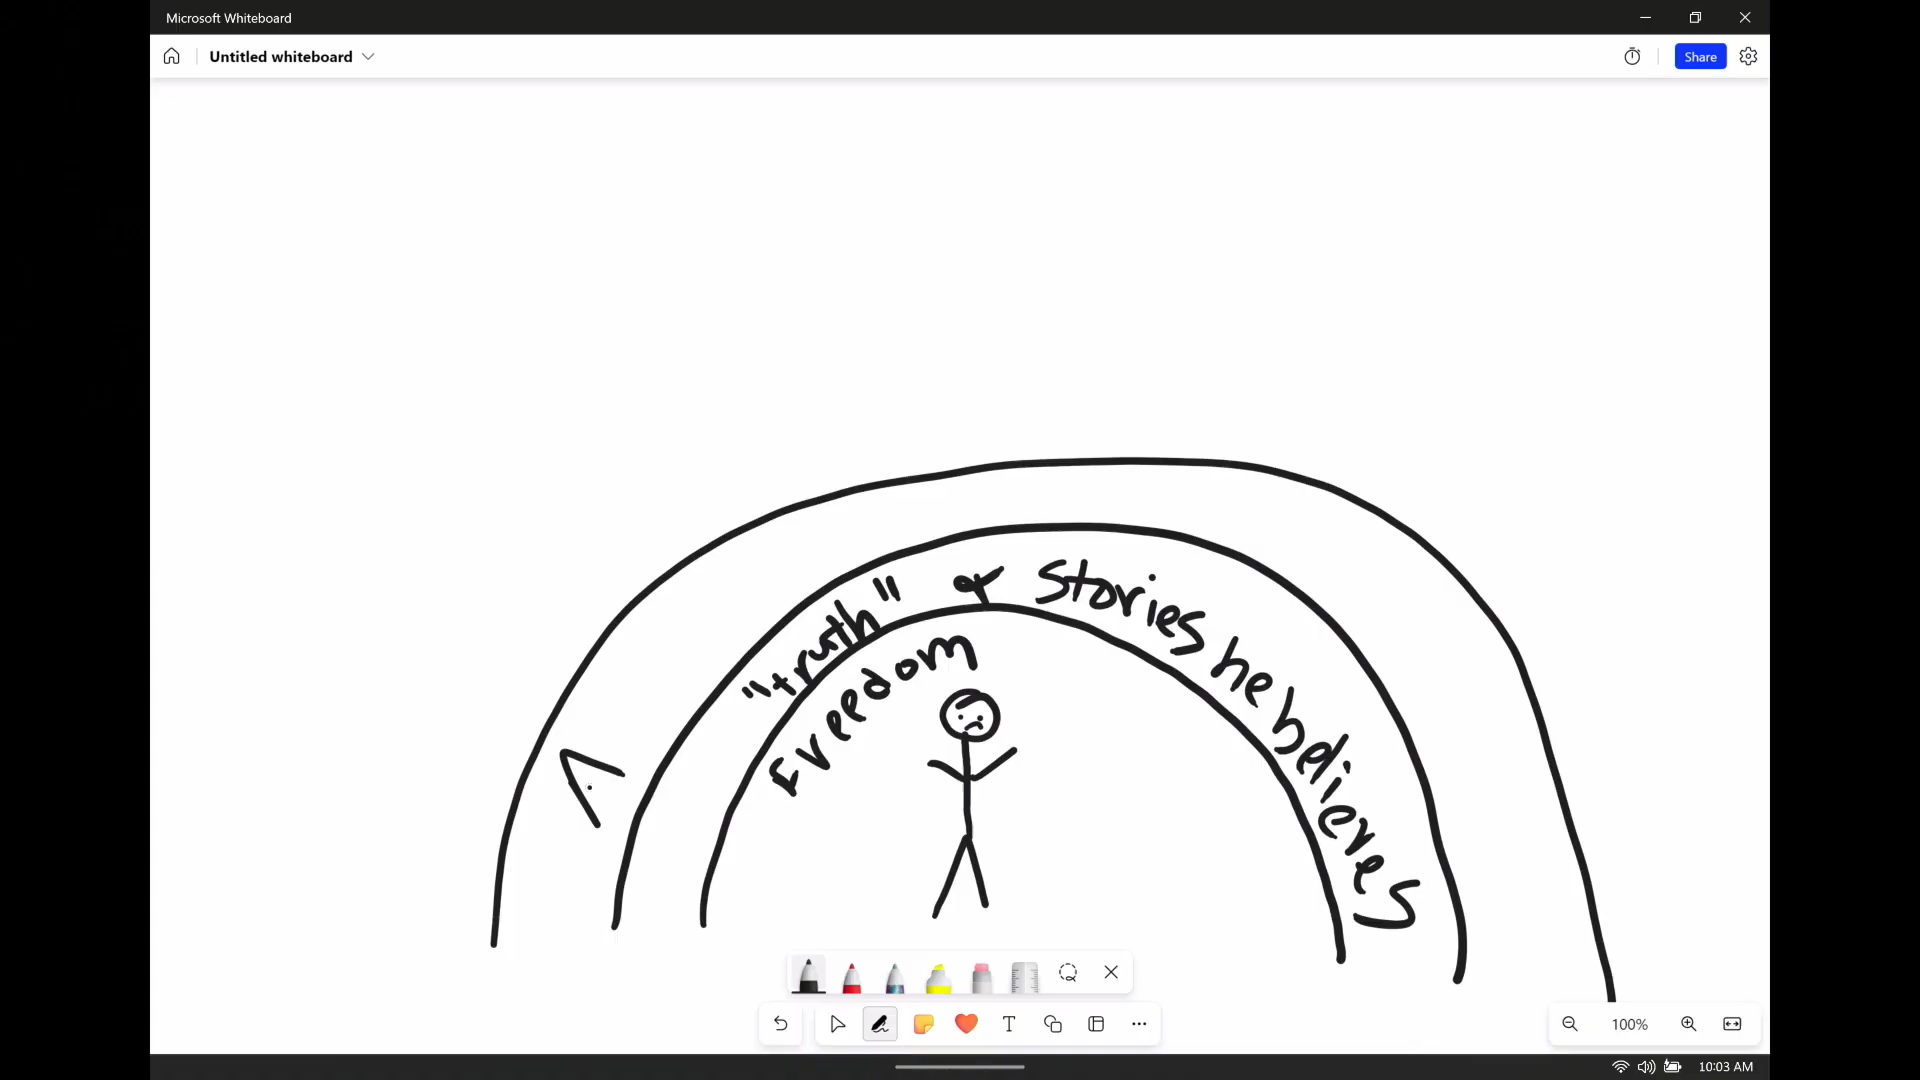 Microsoft Whiteboard
Untitled whiteboard
Share
"truth" & Stories he believes
Freedom
A
100%
10:03 AM